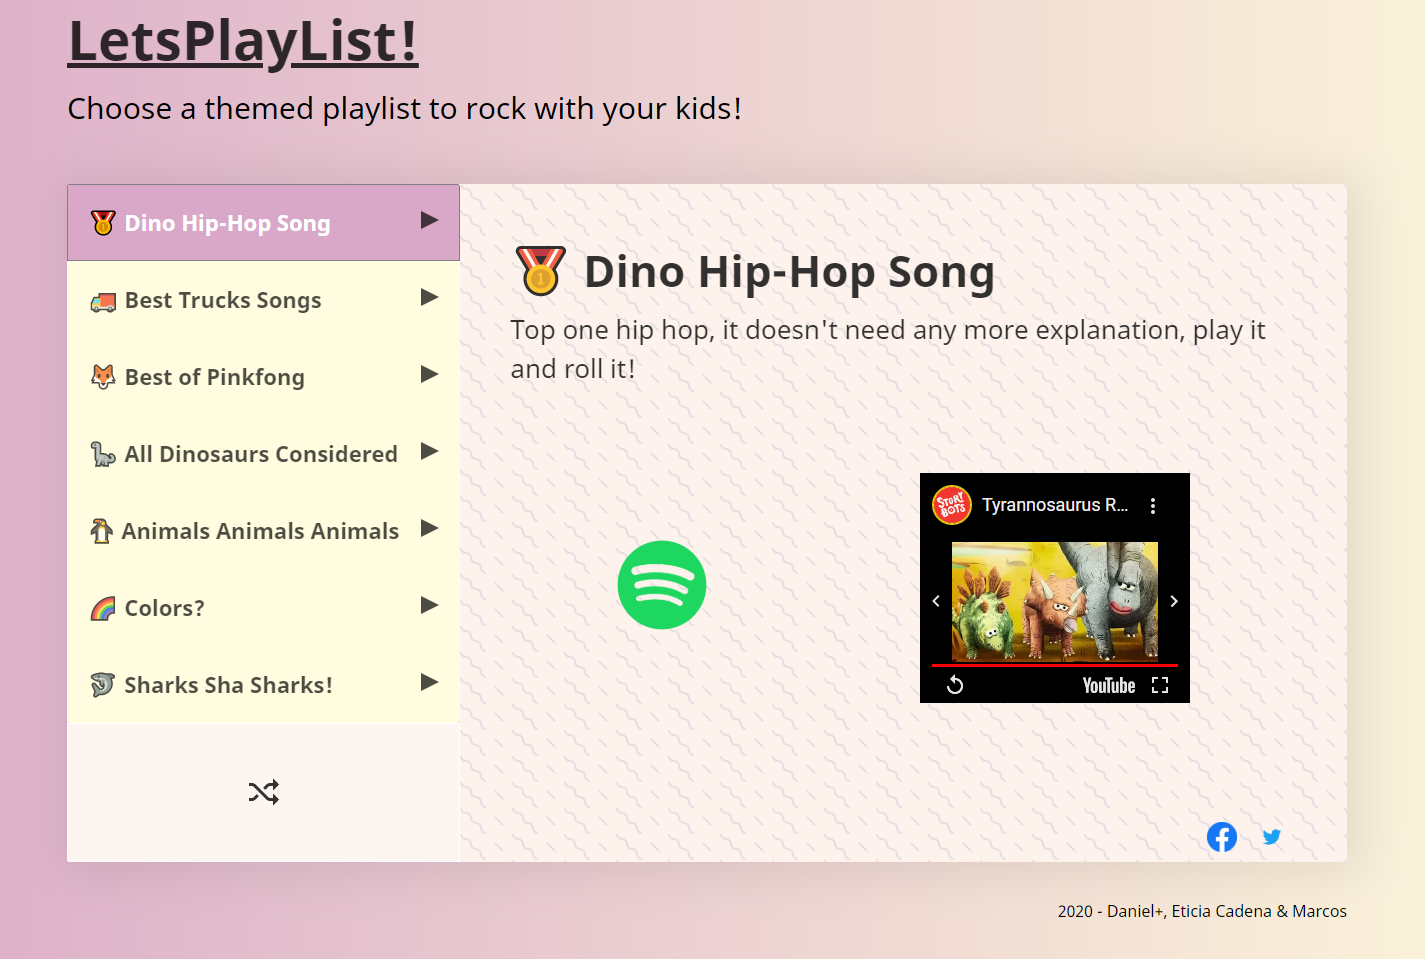 LetsPlayList!
Choose a themed playlist to rock with your kids!
Dino Hip-Hop Song
Best Trucks Songs
Best of Pinkfong
All Dinosaurs Considered
Animals Animals Animals
Colors?
Sharks Sha Sharks!
1 Dino Hip-Hop Song
Top one hip hop, it doesn't need any more explanation, play it
and roll it!
STORY BOTS
Tyrannosaurus R...
YouTube
2020 - Daniel+, Eticia Cadena & Marcos